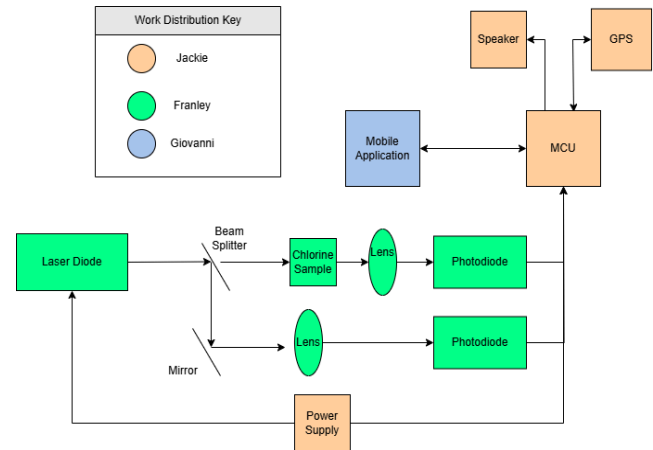 Work Distribution Key
Jackie
Franley
Giovanni
Speaker
GPS
Mobile
Application
MCU
Beam
Splitter
Laser Diode
Chlorine
Sample
Lens
Photodiode
Lens
Photodiode
Mirror
Power
Supply